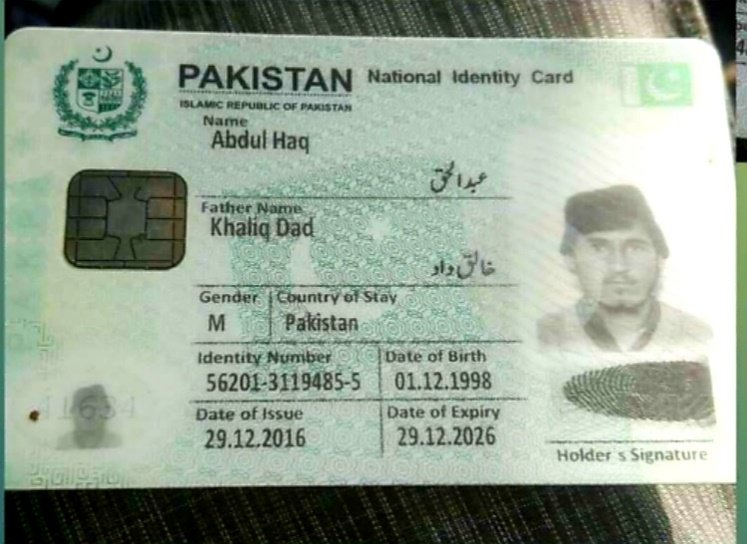 PAKISTAN National Identity Card
ISLAMIC REPUBLIC OF PAKISTAN
Name
Abdul Haq
عبدالحق
Father Name
Khaliq Dad
خالق داد
Gender Country of Stay
M Pakistan
Identity Number Date of Birth
56201-3119485-5 01.12.1998
Date of Issue Date of Expiry
29.12.2016 29.12.2026
Holder s Signature